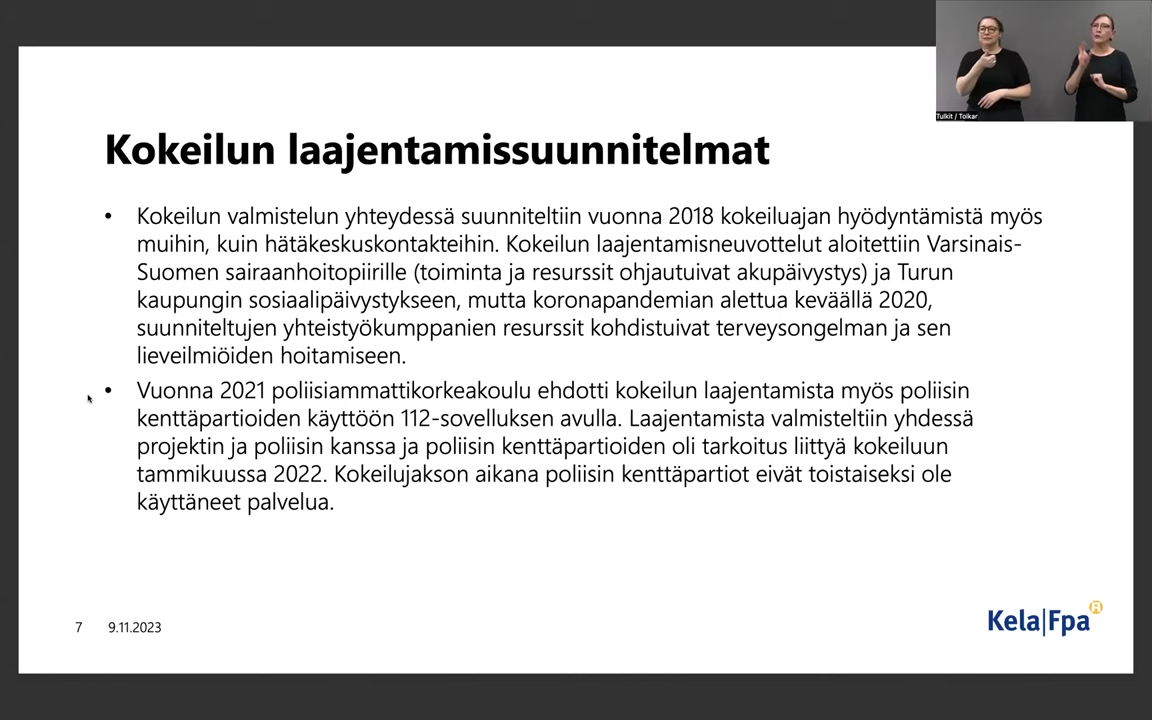 Tulkit / Tolkar
Kokeilun laajentamissuunnitelmat
• Kokeilun valmistelun yhteydessä suunniteltiin vuonna 2018 kokeiluajan hyödyntämistä myös
muihin, kuin hätäkeskuskontakteihin. Kokeilun laajentamisneuvottelut aloitettiin Varsinais-
Suomen sairaanhoitopiirille (toiminta ja resurssit ohjautuivat akupäivystys) ja Turun
kaupungin sosiaalipäivystykseen, mutta koronapandemian alettua keväällä 2020,
suunniteltujen yhteistyökumppanien resurssit kohdistuivat terveysongelman ja sen
lieveilmiöiden hoitamiseen.
• Vuonna 2021 poliisiammattikorkeakoulu ehdotti kokeilun laajentamista myös poliisin
kenttäpartioiden käyttöön 112-sovelluksen avulla. Laajentamista valmisteltiin yhdessä
projektin ja poliisin kanssa ja poliisin kenttäpartioiden oli tarkoitus liittyä kokeiluun
tammikuussa 2022. Kokeilujakson aikana poliisin kenttäpartiot eivät toistaiseksi ole
käyttäneet palvelua.
7 9.11.2023
Kela|Fpa